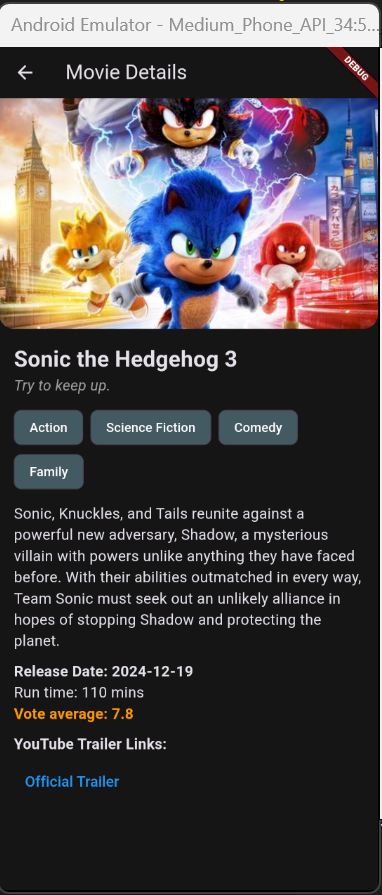 Android Emulator - Medium_Phone_API_34:5...
DEBUG
Movie Details
Sonic the Hedgehog 3
Try to keep up.
Action
Science Fiction
Comedy
Family
Sonic, Knuckles, and Tails reunite against a
powerful new adversary, Shadow, a mysterious
villain with powers unlike anything they have faced
before. With their abilities outmatched in every way,
Team Sonic must seek out an unlikely alliance in
hopes of stopping Shadow and protecting the
planet.
Release Date: 2024-12-19
Run time: 110 mins
Vote average: 7.8
YouTube Trailer Links:
Official Trailer